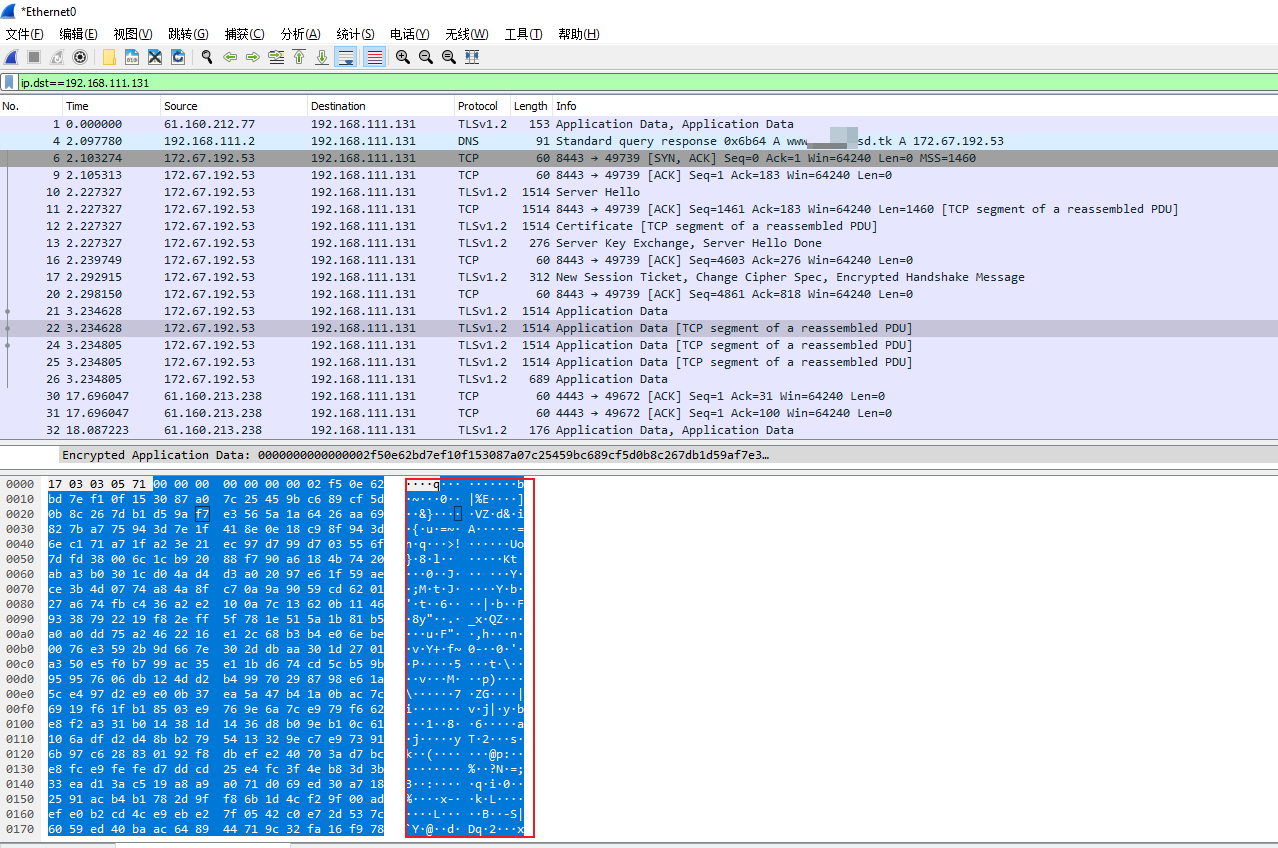 *Ethernet0
文件(F) 编辑(E) 视图(V) 跳转(G) 捕获(C) 分析(A) 统计(S) 电话(Y) 无线(W) 工具(T) 帮助(H)
ip.dst==192.168.111.131
No. Time Source Destination Protocol Length Info
1 0.000000 61.160.212.77 192.168.111.131 TLSv1.2 153 Application Data, Application Data
4 2.097780 192.168.111.2 192.168.111.131 DNS 91 Standard query response 0x6b64 A www sd.tk A 172.67.192.53
6 2.103274 172.67.192.53 192.168.111.131 TCP 60 8443 → 49739 [SYN, ACK] Seq=0 Ack=1 Win=64240 Len=0 MSS=1460
9 2.105313 172.67.192.53 192.168.111.131 TCP 60 8443 → 49739 [ACK] Seq=1 Ack=183 Win=64240 Len=0
10 2.227327 172.67.192.53 192.168.111.131 TLSv1.2 1514 Server Hello
11 2.227327 172.67.192.53 192.168.111.131 TCP 1514 8443 → 49739 [ACK] Seq=1461 Ack=183 Win=64240 Len=1460 [TCP segment of a reassembled PDU]
12 2.227327 172.67.192.53 192.168.111.131 TLSv1.2 1514 Certificate [TCP segment of a reassembled PDU]
13 2.227327 172.67.192.53 192.168.111.131 TLSv1.2 276 Server Key Exchange, Server Hello Done
16 2.239749 172.67.192.53 192.168.111.131 TCP 60 8443 → 49739 [ACK] Seq=4603 Ack=276 Win=64240 Len=0
17 2.292915 172.67.192.53 192.168.111.131 TLSv1.2 312 New Session Ticket, Change Cipher Spec, Encrypted Handshake Message
20 2.298150 172.67.192.53 192.168.111.131 TCP 60 8443 → 49739 [ACK] Seq=4861 Ack=818 Win=64240 Len=0
21 3.234628 172.67.192.53 192.168.111.131 TLSv1.2 1514 Application Data
22 3.234628 172.67.192.53 192.168.111.131 TLSv1.2 1514 Application Data [TCP segment of a reassembled PDU]
24 3.234805 172.67.192.53 192.168.111.131 TLSv1.2 1514 Application Data [TCP segment of a reassembled PDU]
25 3.234805 172.67.192.53 192.168.111.131 TLSv1.2 1514 Application Data [TCP segment of a reassembled PDU]
26 3.234805 172.67.192.53 192.168.111.131 TLSv1.2 689 Application Data
30 17.696047 61.160.213.238 192.168.111.131 TCP 60 4443 → 49672 [ACK] Seq=1 Ack=31 Win=64240 Len=0
31 17.696047 61.160.213.238 192.168.111.131 TCP 60 4443 → 49672 [ACK] Seq=1 Ack=100 Win=64240 Len=0
32 18.087223 61.160.213.238 192.168.111.131 TLSv1.2 176 Application Data, Application Data
Encrypted Application Data: 0000000000000002f50e62bd7ef10f153087a07c25459bc689cf5d0b8c267db1d59af7e3…
0000 17 03 03 05 71 00 00 00 00 00 00 00 00 02 f5 0e 62 ····q··········b
0010 bd 7e f1 0f 15 30 87 a0 7c 25 45 9b c6 89 cf 5d ·~···0·· |%E····]
0020 0b 8c 26 7d b1 d5 9a f7 e3 56 5a 1a 64 26 aa 69 ··&}···· ·VZ·d&·i
0030 82 7b a7 75 94 3d 7e 1f 41 8e 0e 18 c9 8f 94 3d ·{·u·=~· A······=
0040 6e c1 71 a7 1f a2 3e 21 ec 97 d7 99 d7 03 55 6f n·q···>! ······Uo
0050 7d fd 38 00 6c 1c b9 20 88 f7 90 a6 18 4b 74 20 }·8·l·· ·····Kt
0060 ab a3 b0 30 1c d0 4a d4 d3 a0 20 97 e6 1f 59 ae ···0··J· ·· ···Y·
0070 ce 3b 4d 07 74 a8 4a 8f c7 0a 9a 90 59 cd 62 01 ·;M·t·J· ····Y·b·
0080 27 a6 74 fb c4 36 a2 e2 10 0a 7c 13 62 0b 11 46 '·t··6·· ··|·b··F
0090 93 38 79 22 19 f8 2e ff 5f 78 1e 51 5a 1b 81 b5 ·8y"··.· _x·QZ···
00a0 a0 a0 dd 75 a2 46 22 16 e1 2c 68 b3 b4 e0 6e be ···u·F"· ·,h···n·
00b0 00 76 e3 59 2b 9d 66 7e 30 2d db aa 30 1d 27 01 ·v·Y+·f~ 0-··0·'·
00c0 a3 50 e5 f0 b7 99 ac 35 e1 1b d6 74 cd 5c b5 9b ·P·····5 ···t·\··
00d0 95 95 76 06 db 12 4d d2 b4 99 70 29 87 98 e6 1a ··v···M· ··p)····
00e0 5c e4 97 d2 e9 e0 0b 37 ea 5a 47 b4 1a 0b ac 7c \······7 ·ZG····|
00f0 69 19 f6 1f b1 85 03 e9 76 9e 6a 7c e9 79 f6 62 i······· v·j|·y·b
0100 e8 f2 a3 31 b0 14 38 1d 14 36 d8 b0 9e b1 0c 61 ···1··8· ·6·····a
0110 10 6a df d2 d4 8b b2 79 54 13 32 9e c7 e9 73 91 ·j·····y T·2···s·
0120 6b 97 c6 28 83 01 92 f8 db ef e2 40 70 3a d7 bc k··(···· ···@p:··
0130 e8 fc e9 fe fe d7 dd cd 25 e4 fc 3f 4e b8 3d 3b ········ %··?N·=;
0140 33 ea d1 3a c5 19 a8 a9 a0 71 d0 69 ed 30 a7 18 3··:···· ·q·i·0··
0150 25 91 ac b4 b1 78 2d 9f f8 6b 1d 4c f2 9f 00 ad %····x-· ·k·L····
0160 ef e0 b2 cd 4c e9 eb e2 7f 05 42 c0 e7 2d 53 7c ····L··· ··B··-S|
0170 60 59 ed 40 ba ac 64 89 44 71 9c 32 fa 16 f9 78 `Y·@··d· Dq·2···x